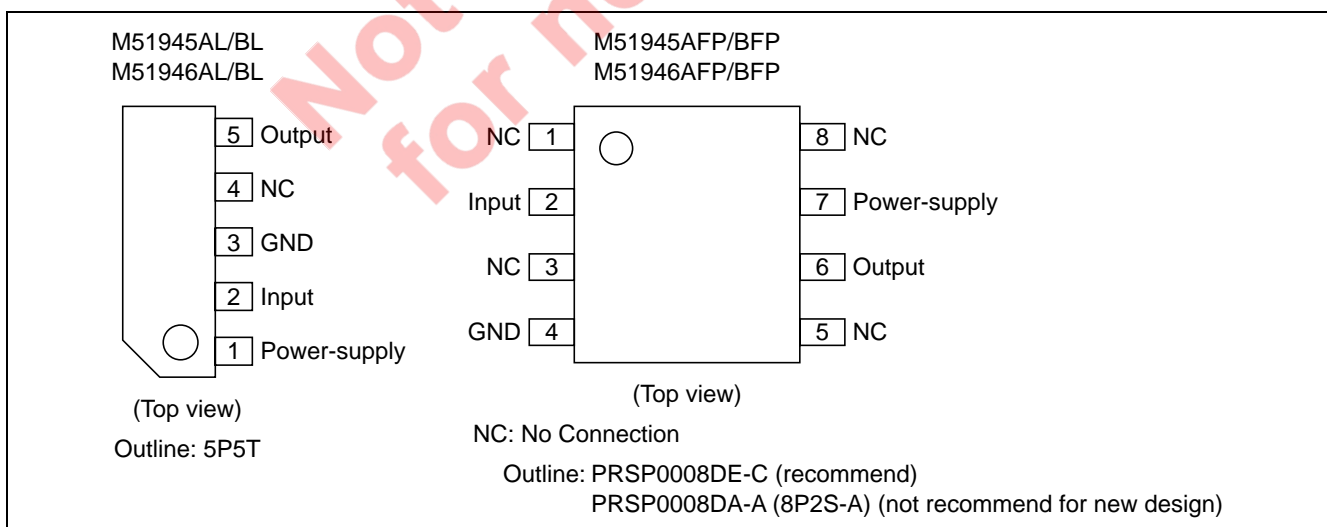 Not
for n
M51945AL/BL
M51946AL/BL
5 Output
4 NC
3 GND
2 Input
1 Power-supply
(Top view)
Outline: 5P5T
M51945AFP/BFP
M51946AFP/BFP
NC 1
Input 2
NC 3
GND 4
8 NC
7 Power-supply
6 Output
5 NC
(Top view)
NC: No Connection
Outline: PRSP0008DE-C (recommend)
PRSP0008DA-A (8P2S-A) (not recommend for new design)